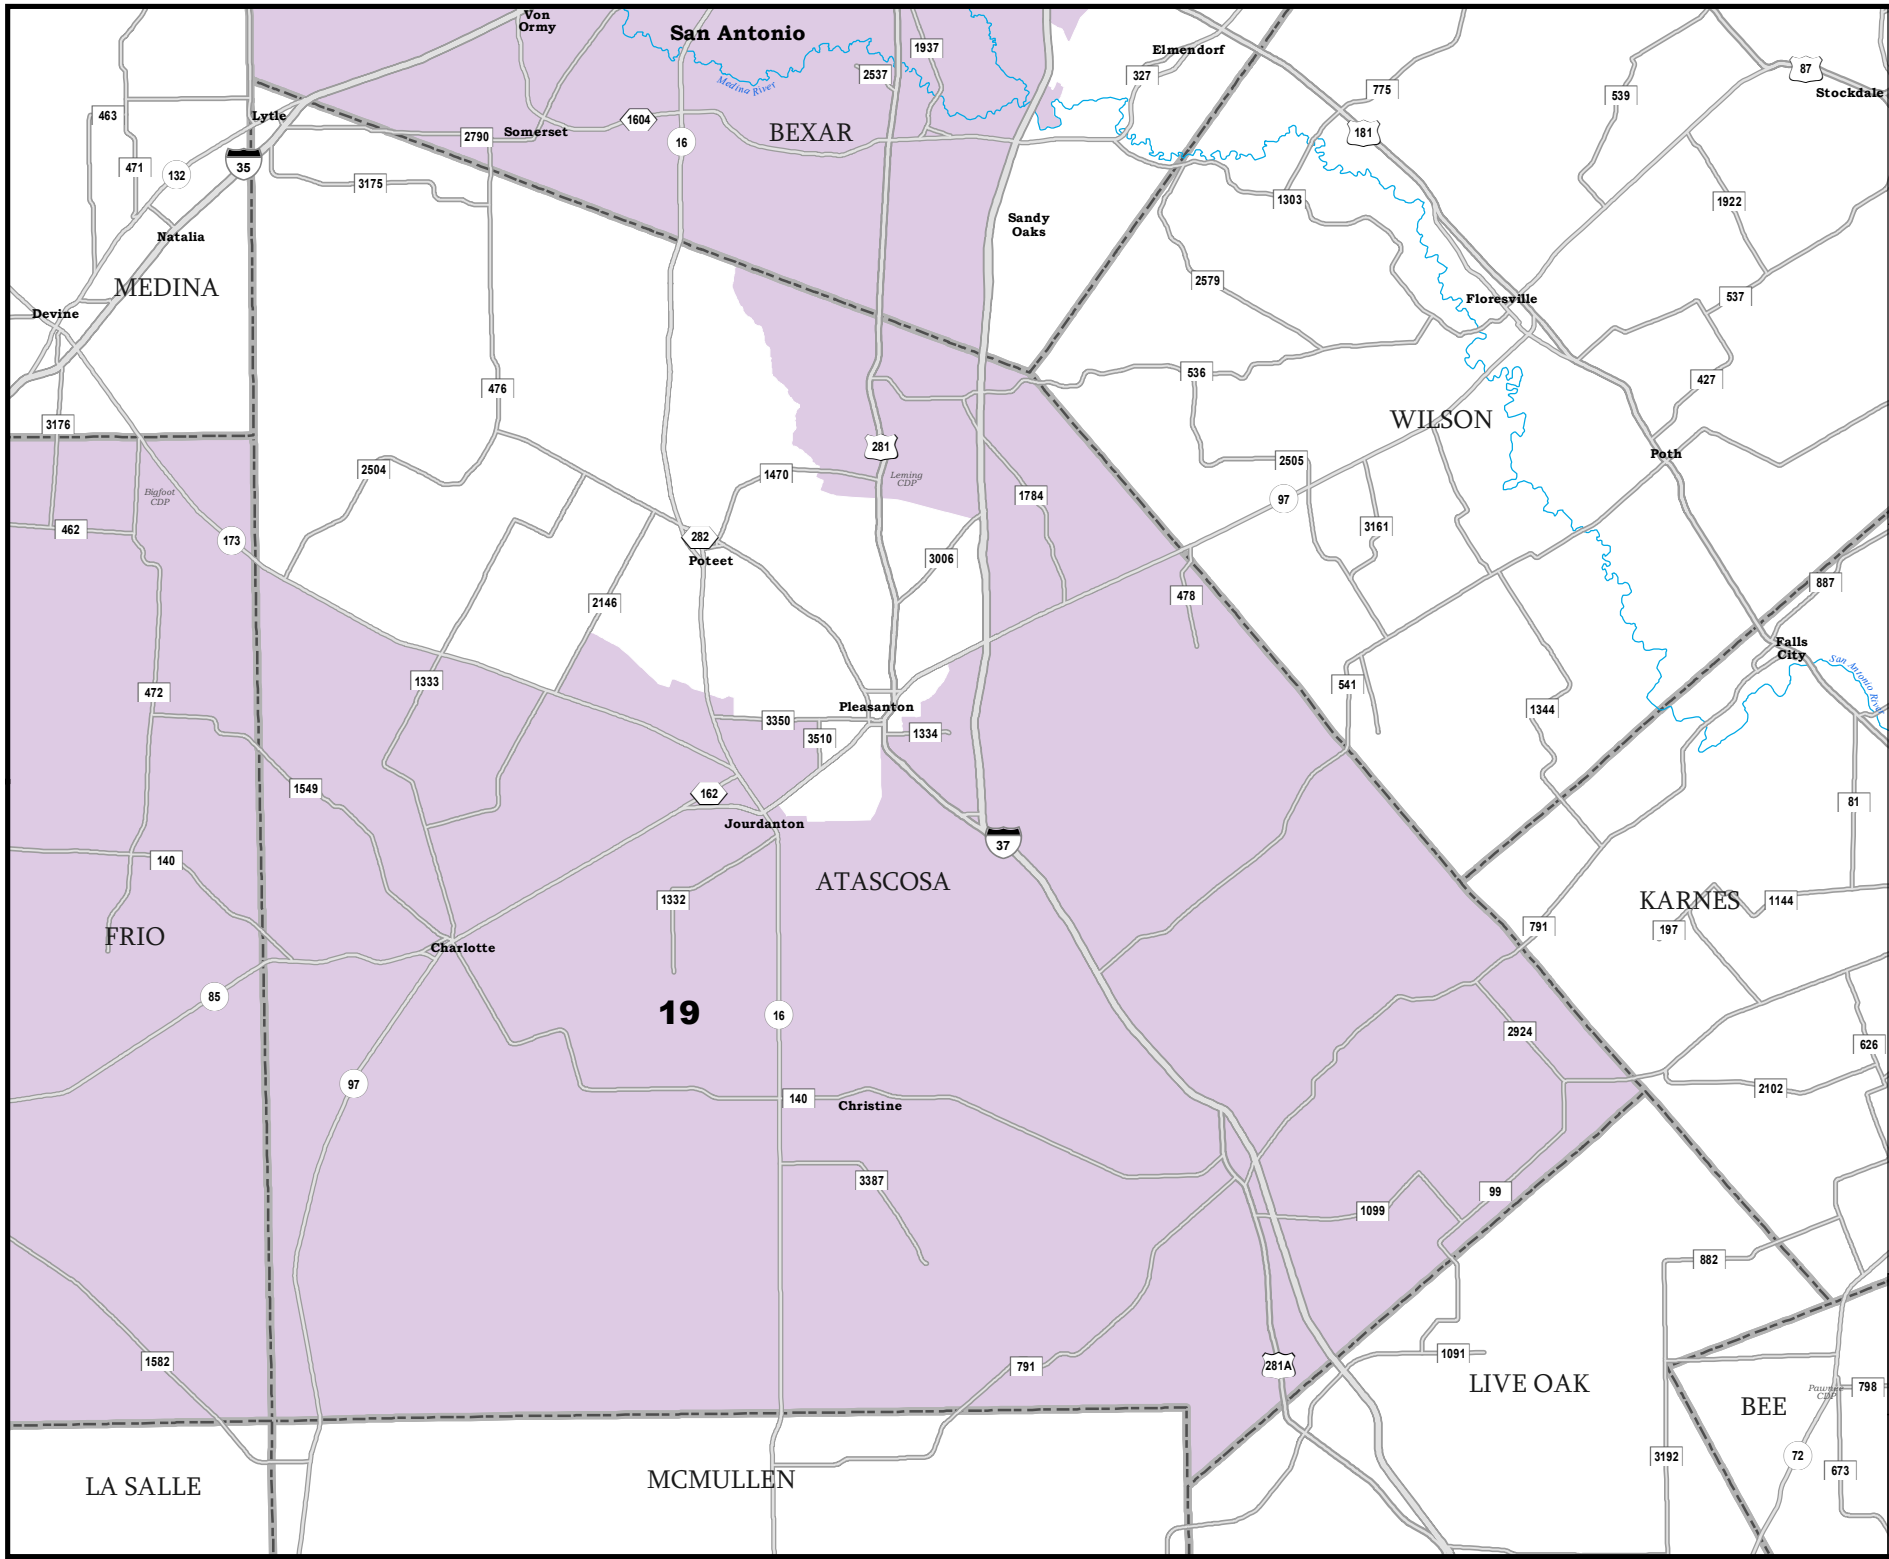 Von
Ormy
San Antonio
1937
Elmendorf
327
2537
Medina River
775
539
87
Stockdale
463
Lytle
2790
Somerset
1604
16
BEXAR
181
471
132
35
3175
1303
1922
Natalia
Sandy
Oaks
MEDINA
2579
Floresville
537
Devine
476
536
427
3176
WILSON
281
2504
1470
Leming
CDP
2505
Poth
Bigfoot
CDP
1784
97
462
173
282
3161
Poteet
3006
887
2146
478
Falls
City
San Antonio River
472
1333
541
Pleasanton
1344
3350
3510
1334
1549
162
81
Jourdanton
37
140
ATASCOSA
1332
KARNES
1144
FRIO
791
197
Charlotte
85
19
16
2924
626
97
140
Christine
2102
3387
99
1099
882
1582
791
281A
1091
LIVE OAK
Pawnee
CDP
798
BEE
LA SALLE
MCMULLEN
3192
72
673